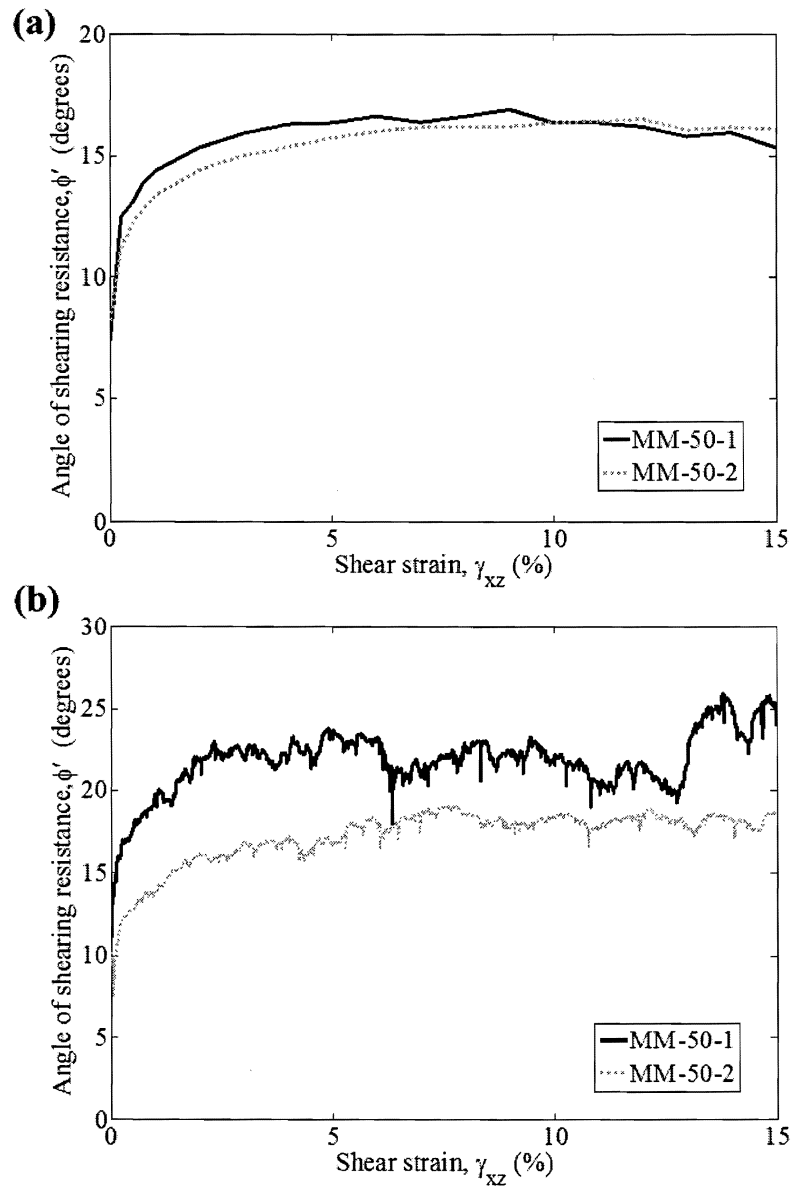 (a)
20
15
10
5
0
Angle of shearing resistance,ϕ′ (degrees)
MM-50-1
MM-50-2
0 5 10 15
Shear strain, γxz (%)
(b)
30
25
20
15
10
5
0
Angle of shearing resistance,ϕ′ (degrees)
MM-50-1
MM-50-2
0 5 10 15
Shear strain, γxz (%)